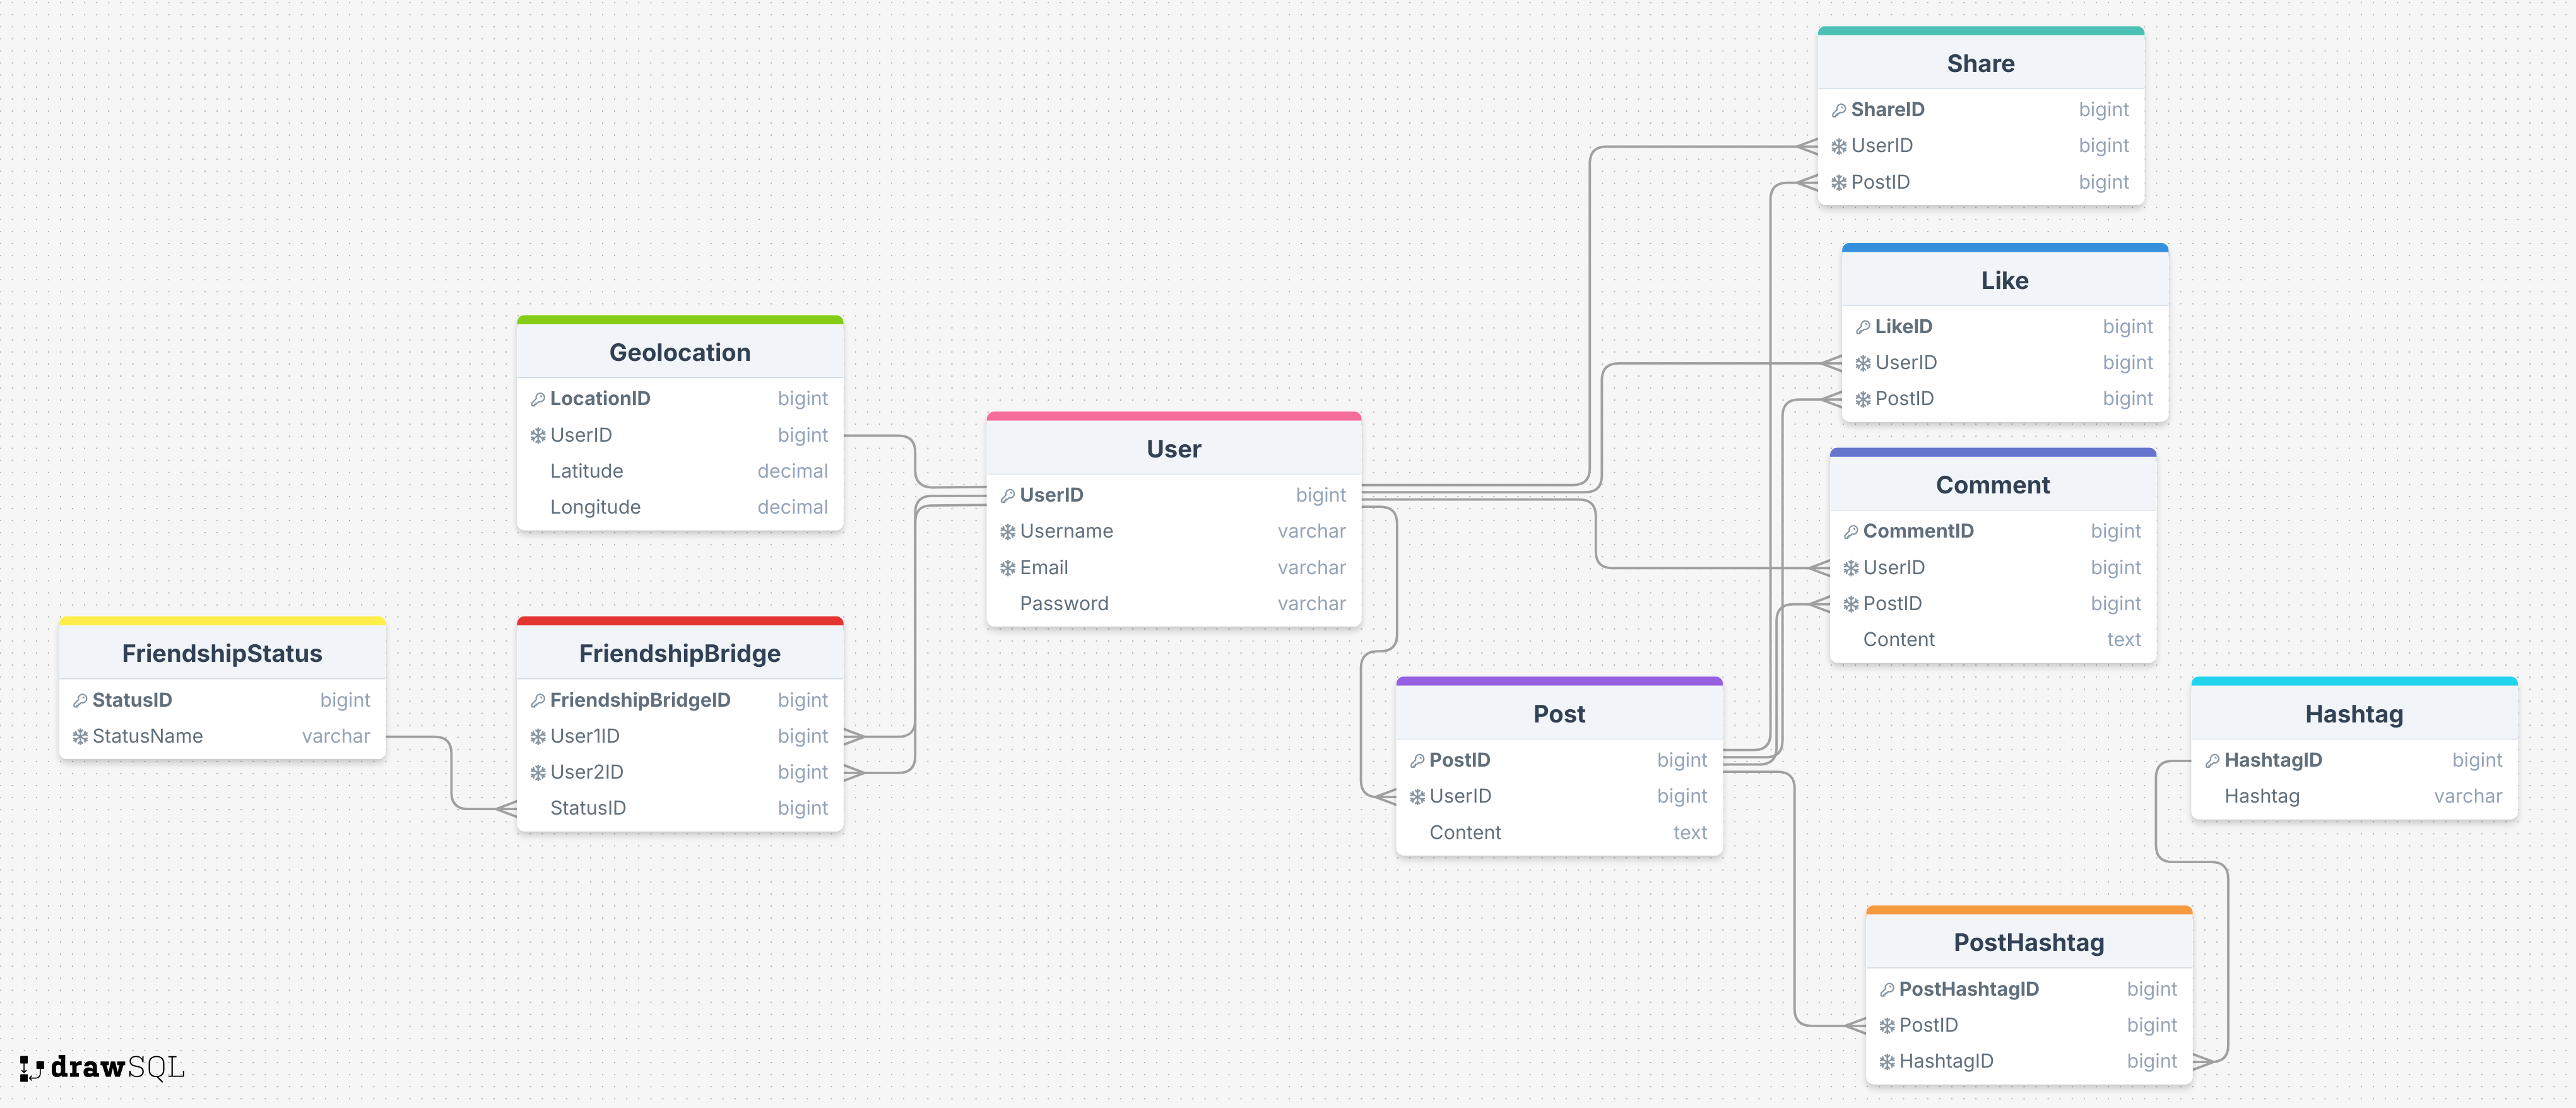 Share
ShareID bigint
UserID bigint
PostID bigint
Like
LikeID bigint
UserID bigint
PostID bigint
Geolocation
LocationID bigint
UserID bigint
Latitude decimal
Longitude decimal
User
UserID bigint
Username varchar
Email varchar
Password varchar
Comment
CommentID bigint
UserID bigint
PostID bigint
Content text
FriendshipStatus
StatusID bigint
StatusName varchar
FriendshipBridge
FriendshipBridgeID bigint
User1ID bigint
User2ID bigint
StatusID bigint
Post
PostID bigint
UserID bigint
Content text
Hashtag
HashtagID bigint
Hashtag varchar
PostHashtag
PostHashtagID bigint
PostID bigint
HashtagID bigint
drawSQL